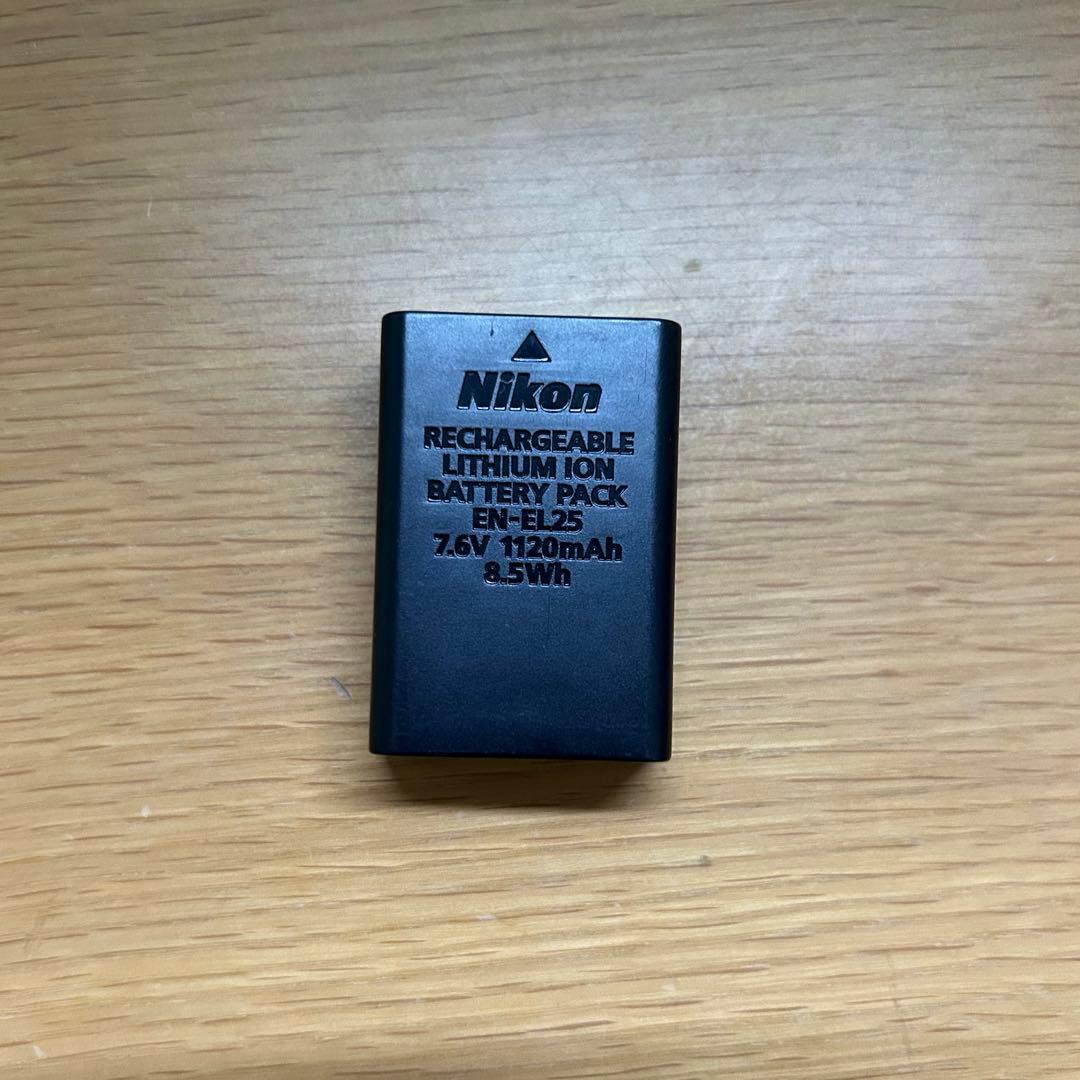 Nikon
RECHARGEABLE
LITHIUM ION
BATTERY PACK
EN-EL25
7.6V 1120mAh
8.5Wh